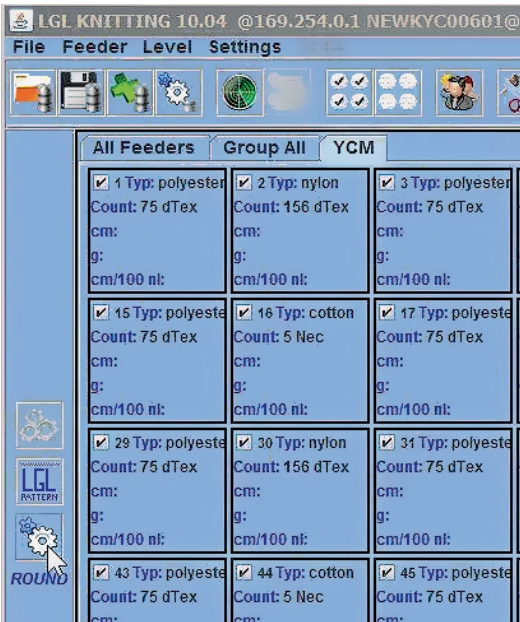 LGL KNITTING 10.04 @169.254.0.1 NEWKYC00601@
File Feeder Level Settings
All Feeders Group All YCM
1 Typ: polyester 2 Typ: nylon 3 Typ: polyester
Count: 75 dTex Count: 156 dTex Count: 75 dTex
cm: cm: cm:
g: g: g:
cm/100 nl: cm/100 nl: cm/100 nl:
15 Typ: polyeste 16 Typ: cotton 17 Typ: polyeste
Count: 75 dTex Count: 5 Nec Count: 75 dTex
cm: cm: cm:
g: g: g:
cm/100 nl: cm/100 nl: cm/100 nl:
29 Typ: polyeste 30 Typ: nylon 31 Typ: polyeste
Count: 75 dTex Count: 156 dTex Count: 75 dTex
cm: cm: cm:
g: g: g:
cm/100 nl: cm/100 nl: cm/100 nl:
43 Typ: polyeste 44 Typ: cotton 45 Typ: polyeste
Count: 75 dTex Count: 5 Nec Count: 75 dTex
cm: cm: cm:
LGL
PATTERN
ROUND